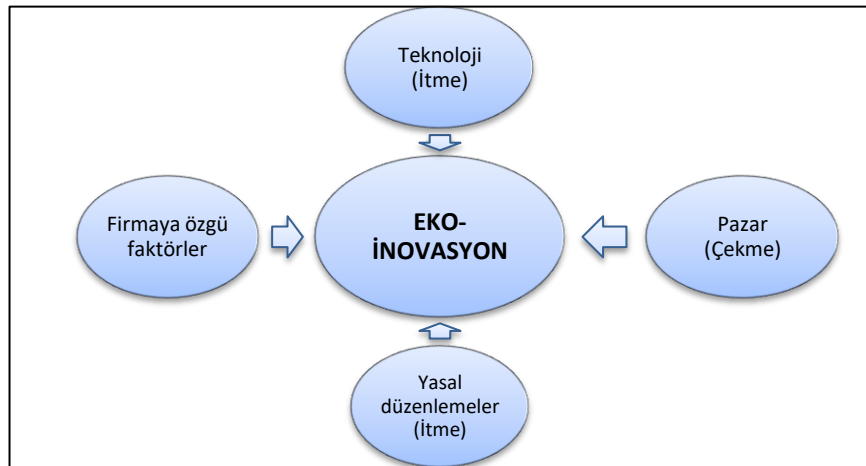 Teknoloji
(İtme)
Firmaya özgü
faktörler
EKO-
İNOVASYON
Pazar
(Çekme)
Yasal
düzenlemeler
(İtme)